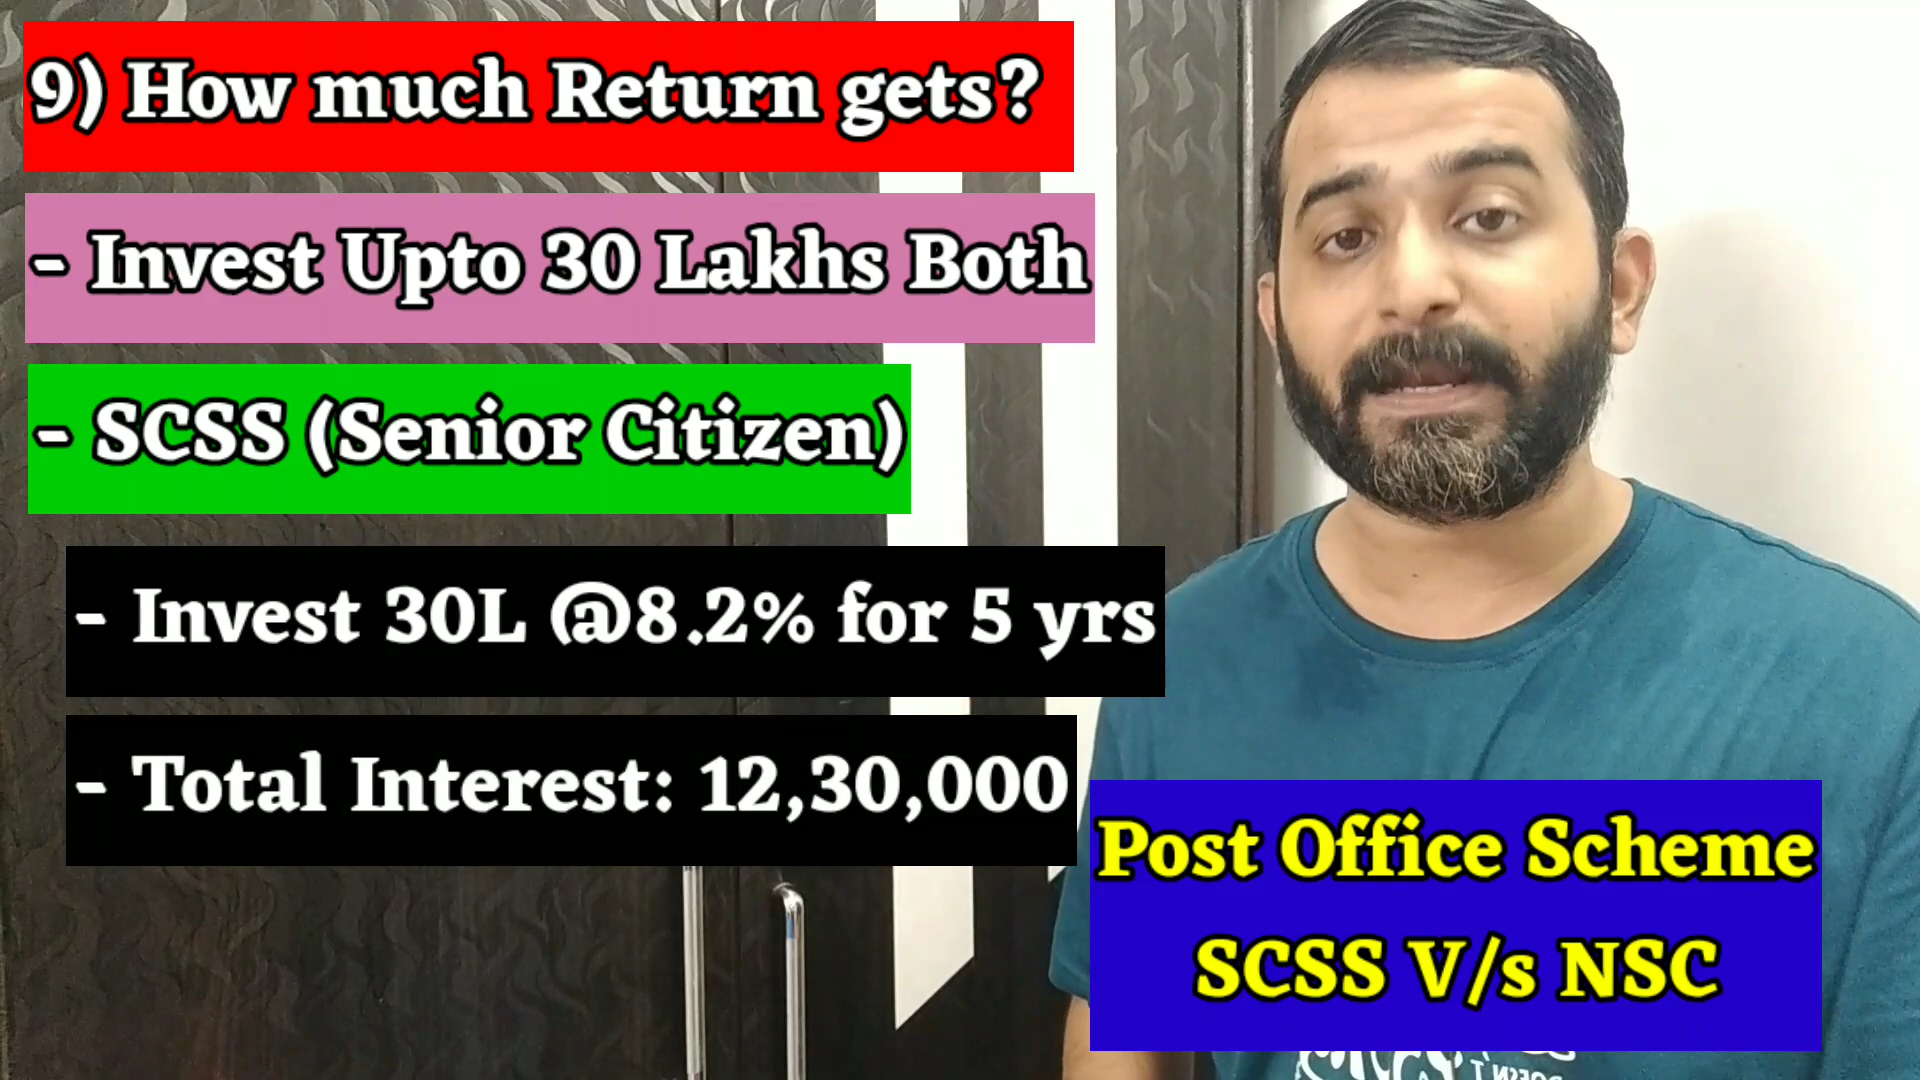 9) How much Return gets?
- Invest Upto 30 Lakhs Both
- SCSS (Senior Citizen)
- Invest 30L @8.2% for 5 yrs
- Total Interest: 12,30,000
Post Office Scheme
SCSS V/s NSC